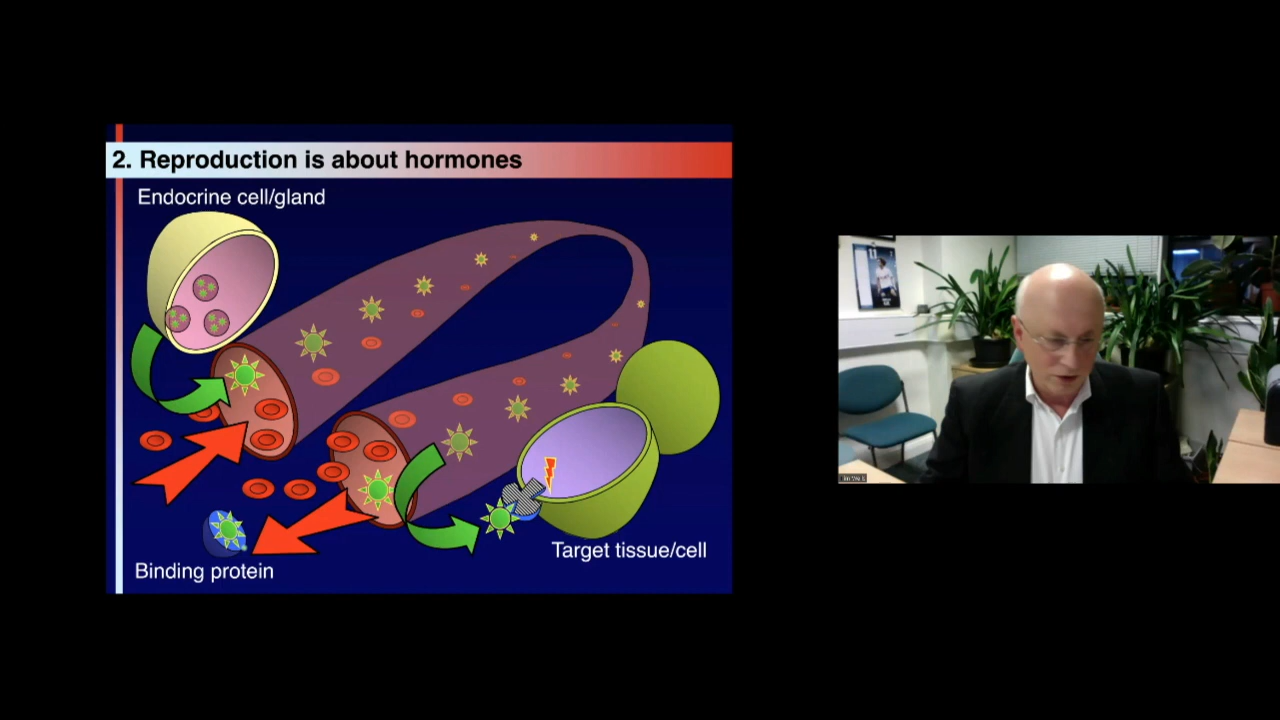 2. Reproduction is about hormones
Endocrine cell/gland
Target tissue/cell
Binding protein